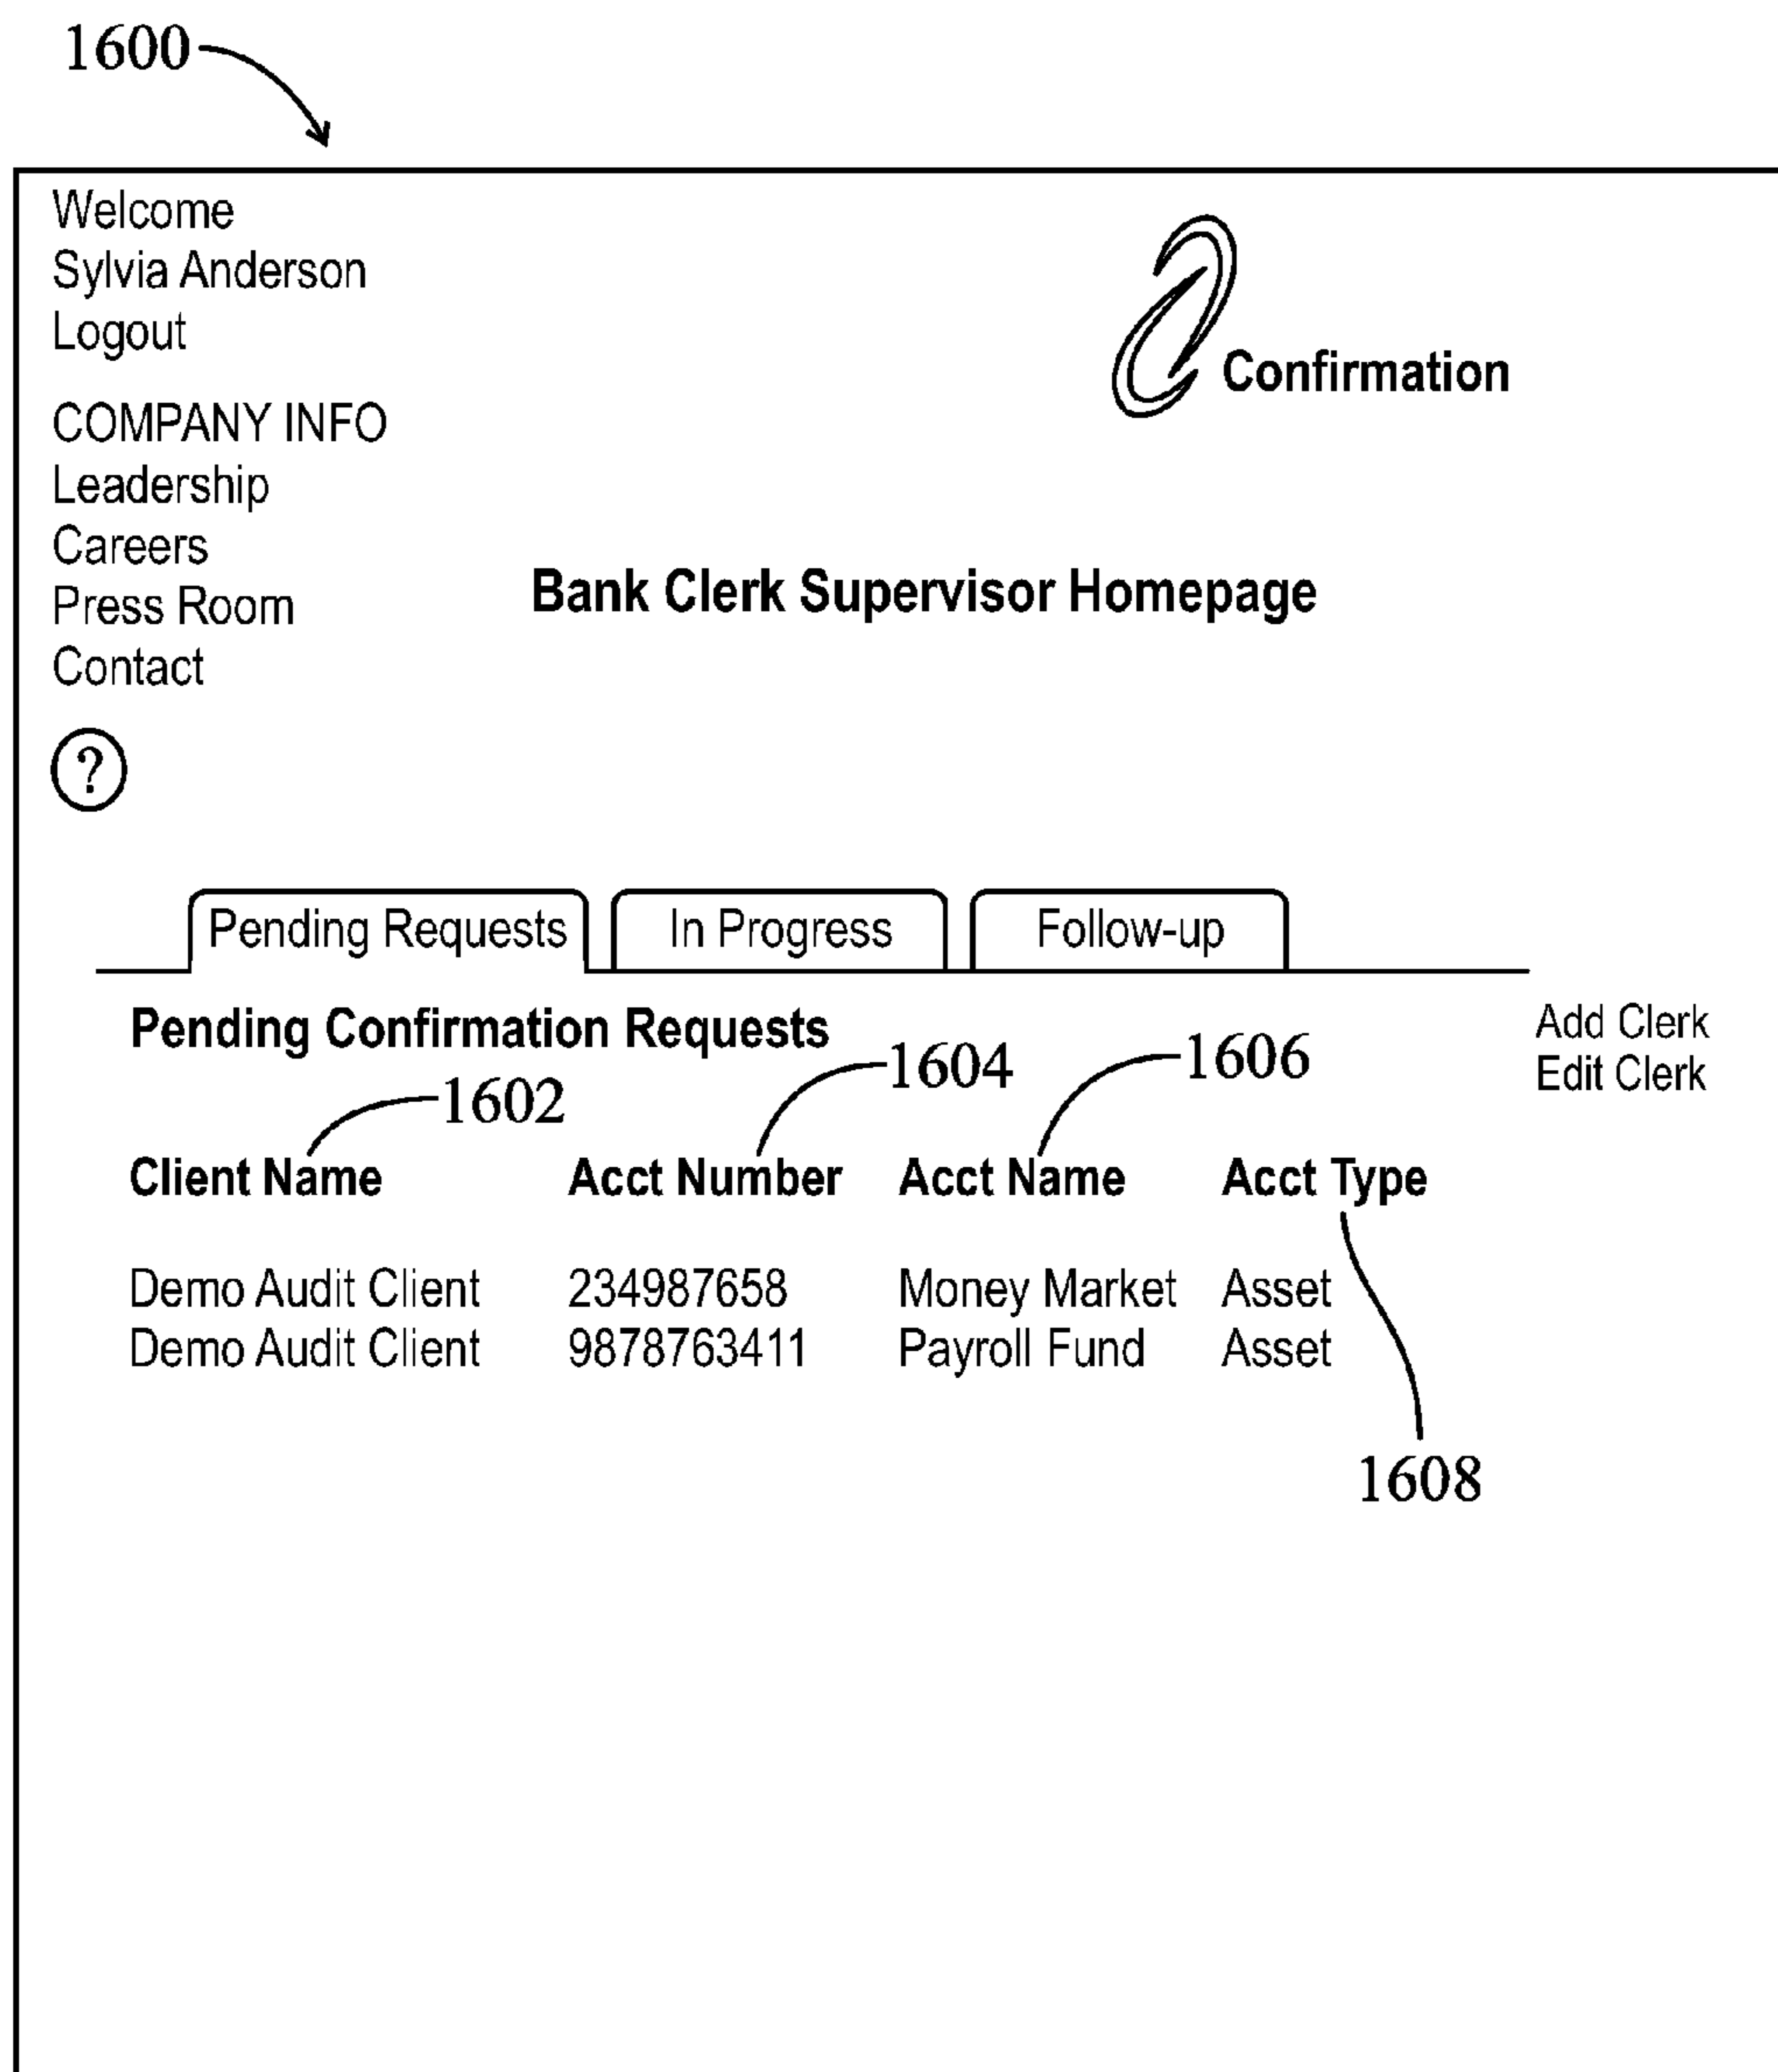 1600
Welcome
Sylvia Anderson
Logout
Confirmation
COMPANY INFO
Leadership
Careers
Press Room
Contact
Bank Clerk Supervisor Homepage
?
Pending Requests In Progress Follow-up
Pending Confirmation Requests
Add Clerk
Edit Clerk
1602 1604 1606
Client Name Acct Number Acct Name Acct Type
Demo Audit Client 234987658 Money Market Asset
Demo Audit Client 9878763411 Payroll Fund Asset
1608